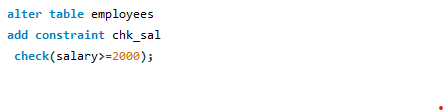 alter table employees
add constraint chk_sal
check(salary>=2000);